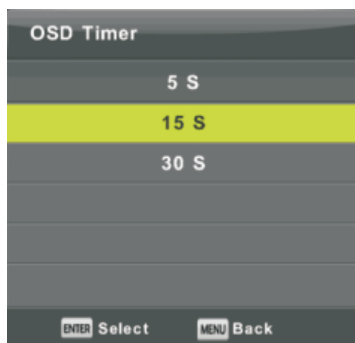 OSD Timer
5 S
15 S
30 S
ENTER Select MENU Back